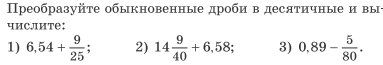 Преобразуйте обыкновенные дроби в десятичные и вы-
числите:
1) 6,54 + 9/25; 2) 14 9/40 + 6,58; 3) 0,89 − 5/80.